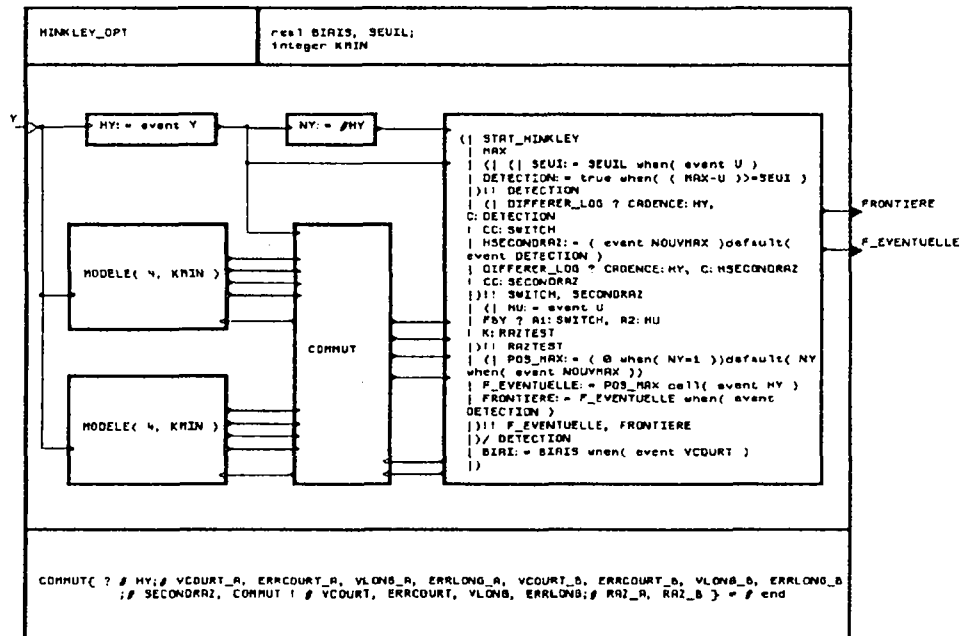 HINKLEY_OPT
real BIAIS, SEUIL;
integer KMIN
Y
HY:= event Y
NY:= #HY
MODELE( 4, KMIN )
MODELE( 4, KMIN )
COMMUT
(| STAT_HINKLEY
| MAX
| (| (| SEUI:= SEUIL when( event U )
| DETECTION:= true when( ( MAX-U )>=SEUI )
|)!! DETECTION
| (| DIFFERER_LOG ? CADENCE:HY,
C:DETECTION
! CC:SWITCH
| HSECONDRAZ:= ( event NOUVMAX )default(
event DETECTION )
| DIFFERER_LOG ? CADENCE:HY, C:HSECONDRAZ
! CC:SECONDRAZ
|)!! SWITCH, SECONDRAZ
| (| HU:= event U
| FBY ? A1:SWITCH, A2:HU
! K:RAZTEST
|)!! RAZTEST
| (| POS_MAX:= ( 0 when( NY=1 ))default( NY
when( event NOUVMAX ))
| F_EVENTUELLE:= POS_MAX cell( event HY )
| FRONTIERE:= F_EVENTUELLE when( event
DETECTION )
|)!! F_EVENTUELLE, FRONTIERE
|)/ DETECTION
| BIAI:= BIAIS when( event VCOURT )
|)
FRONTIERE
F_EVENTUELLE
COMMUT{ ? # HY;# VCOURT_A, ERRCOURT_A, VLONG_A, ERRLONG_A, VCOURT_B, ERRCOURT_B, VLONG_B, ERRLONG_B
;# SECONDRAZ, COMMUT ! # VCOURT, ERRCOURT, VLONG, ERRLONG;# RAZ_A, RAZ_B } = # end